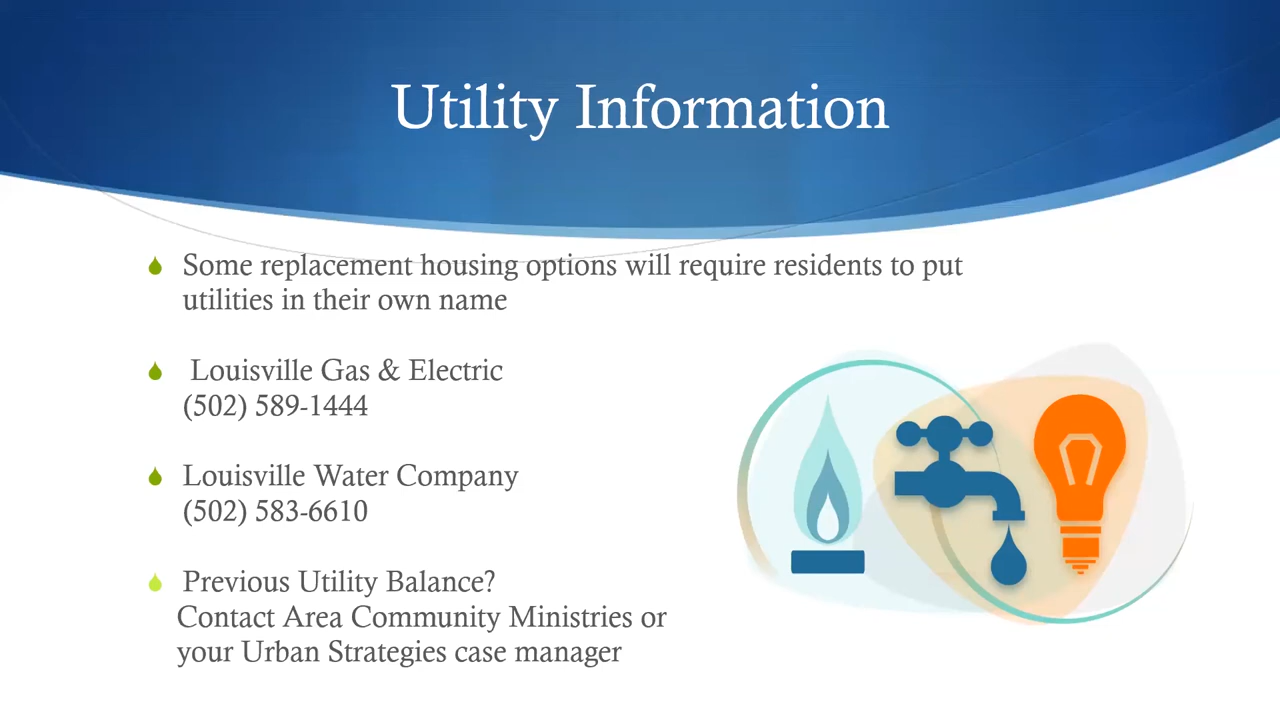 Utility Information
Some replacement housing options will require residents to put
utilities in their own name
Louisville Gas & Electric
(502) 589-1444
Louisville Water Company
(502) 583-6610
Previous Utility Balance?
Contact Area Community Ministries or
your Urban Strategies case manager